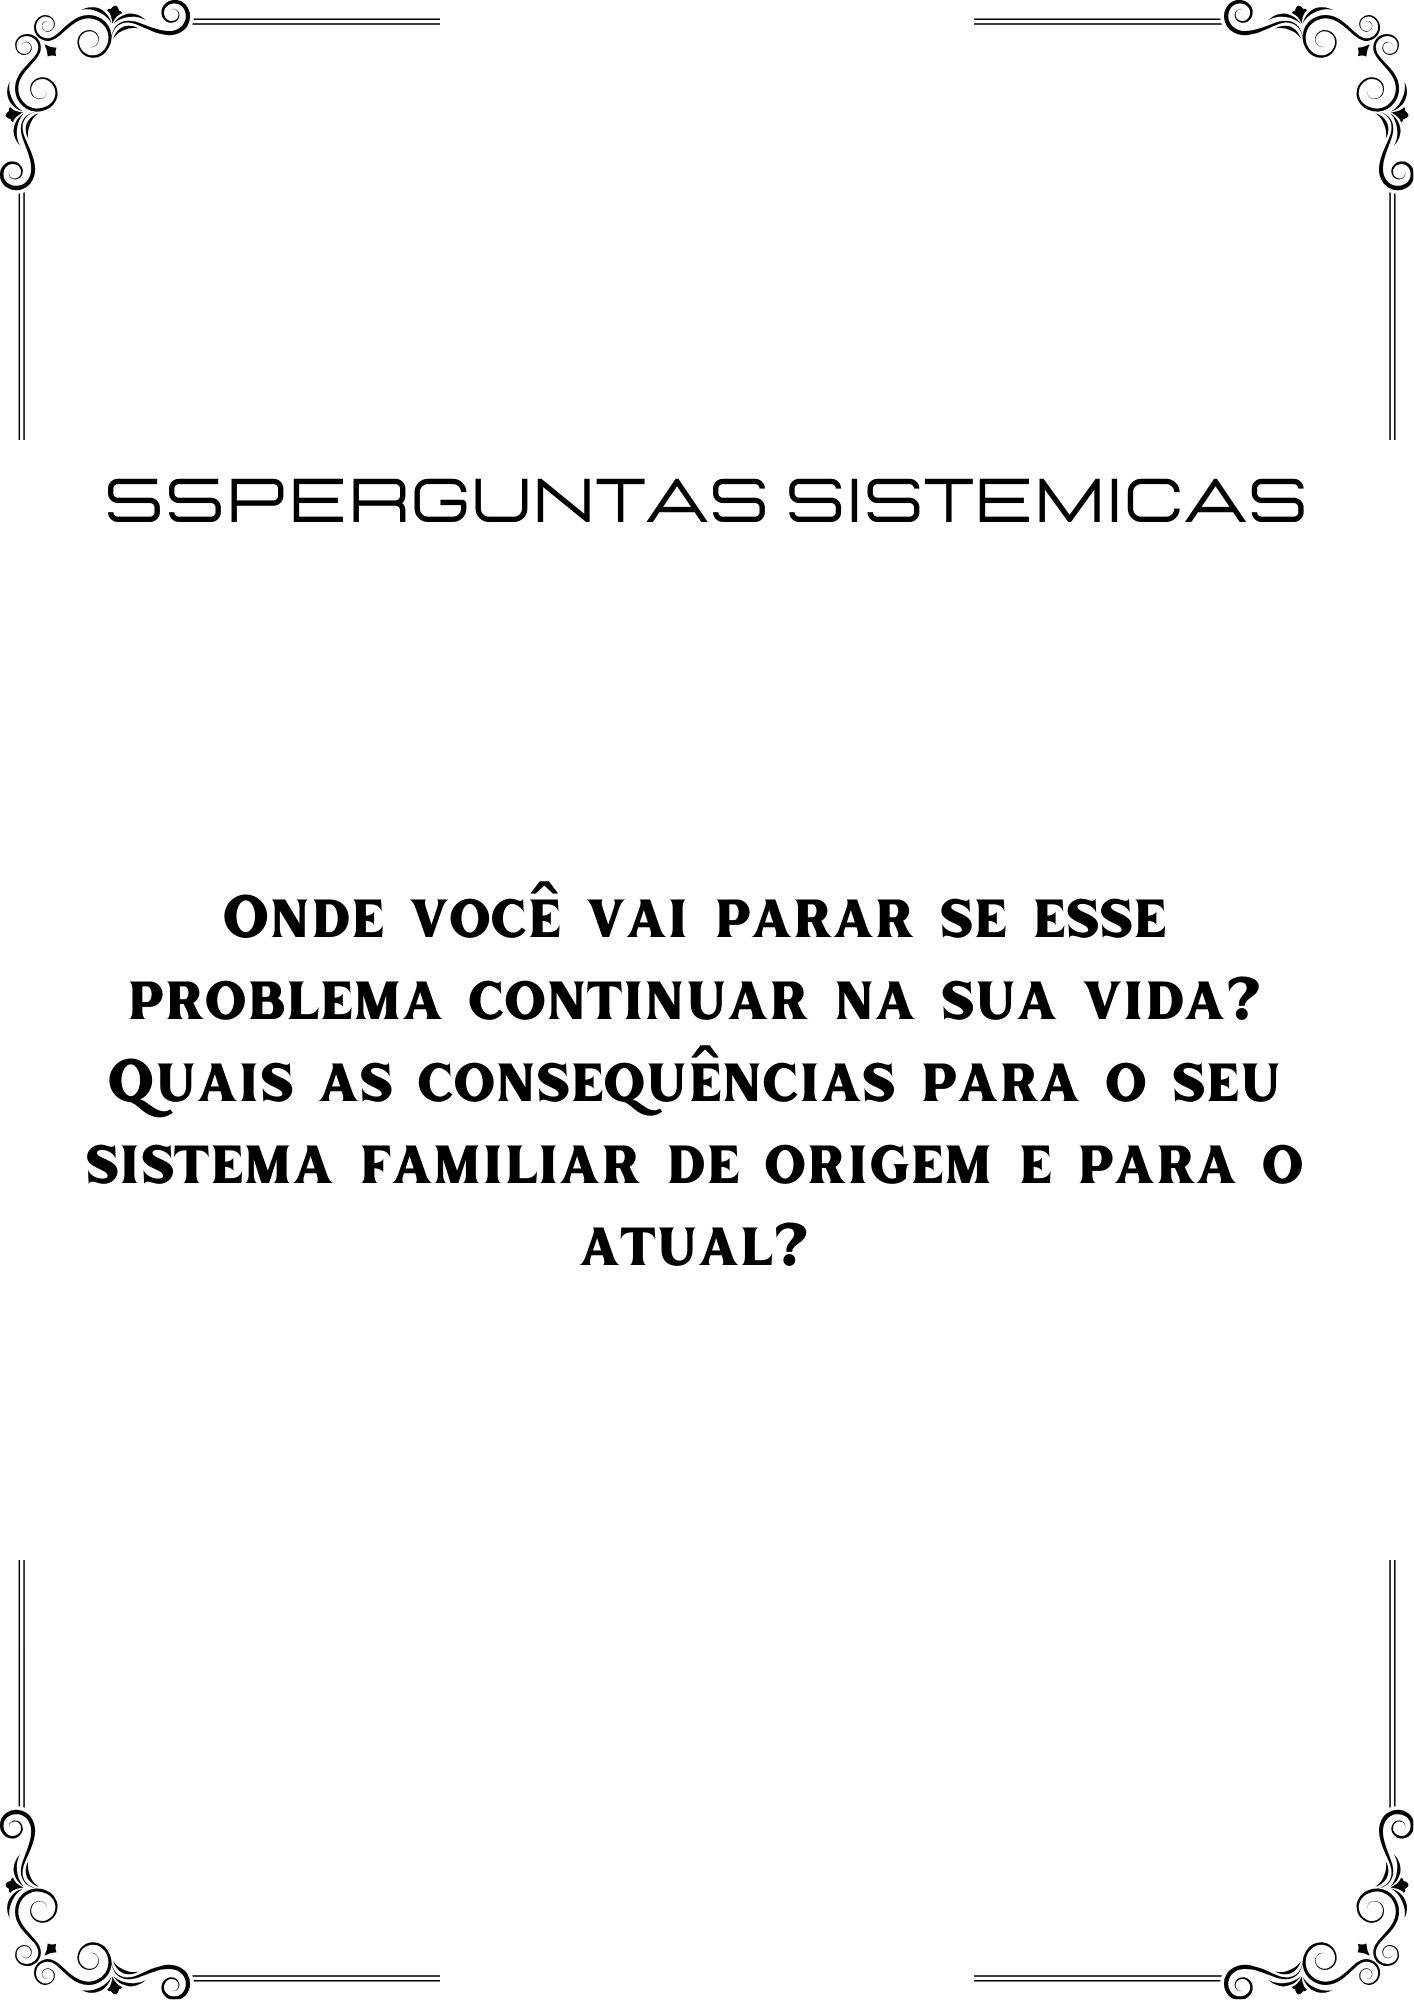 SSPERGUNTAS SISTEMICAS
Onde você vai parar se esse
problema continuar na sua vida?
Quais as consequências para o seu
sistema familiar de origem e para o
atual?